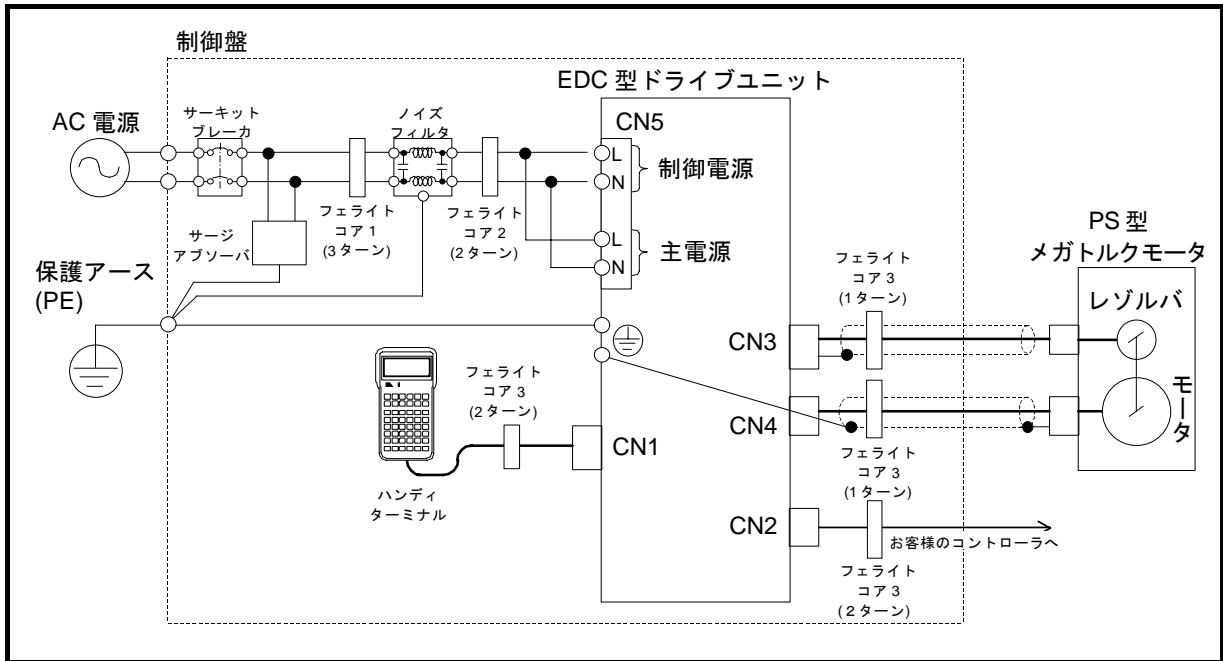 制御盤
EDC 型ドライブユニット
AC 電源
サーキット
ブレーカ
ノイズ
フィルタ
CN5
L
N
制御電源
L
N
主電源
フェライト
コア 1
(3ターン)
フェライト
コア 2
(2ターン)
サージ
アブソーバ
保護アース
(PE)
PS 型
メガトルクモータ
レゾルバ
モータ
フェライト
コア 3
(1ターン)
CN3
CN4
フェライト
コア 3
(1ターン)
フェライト
コア 3
(2ターン)
CN1
ハンディ
ターミナル
CN2
お客様のコントローラへ
フェライト
コア 3
(2ターン)